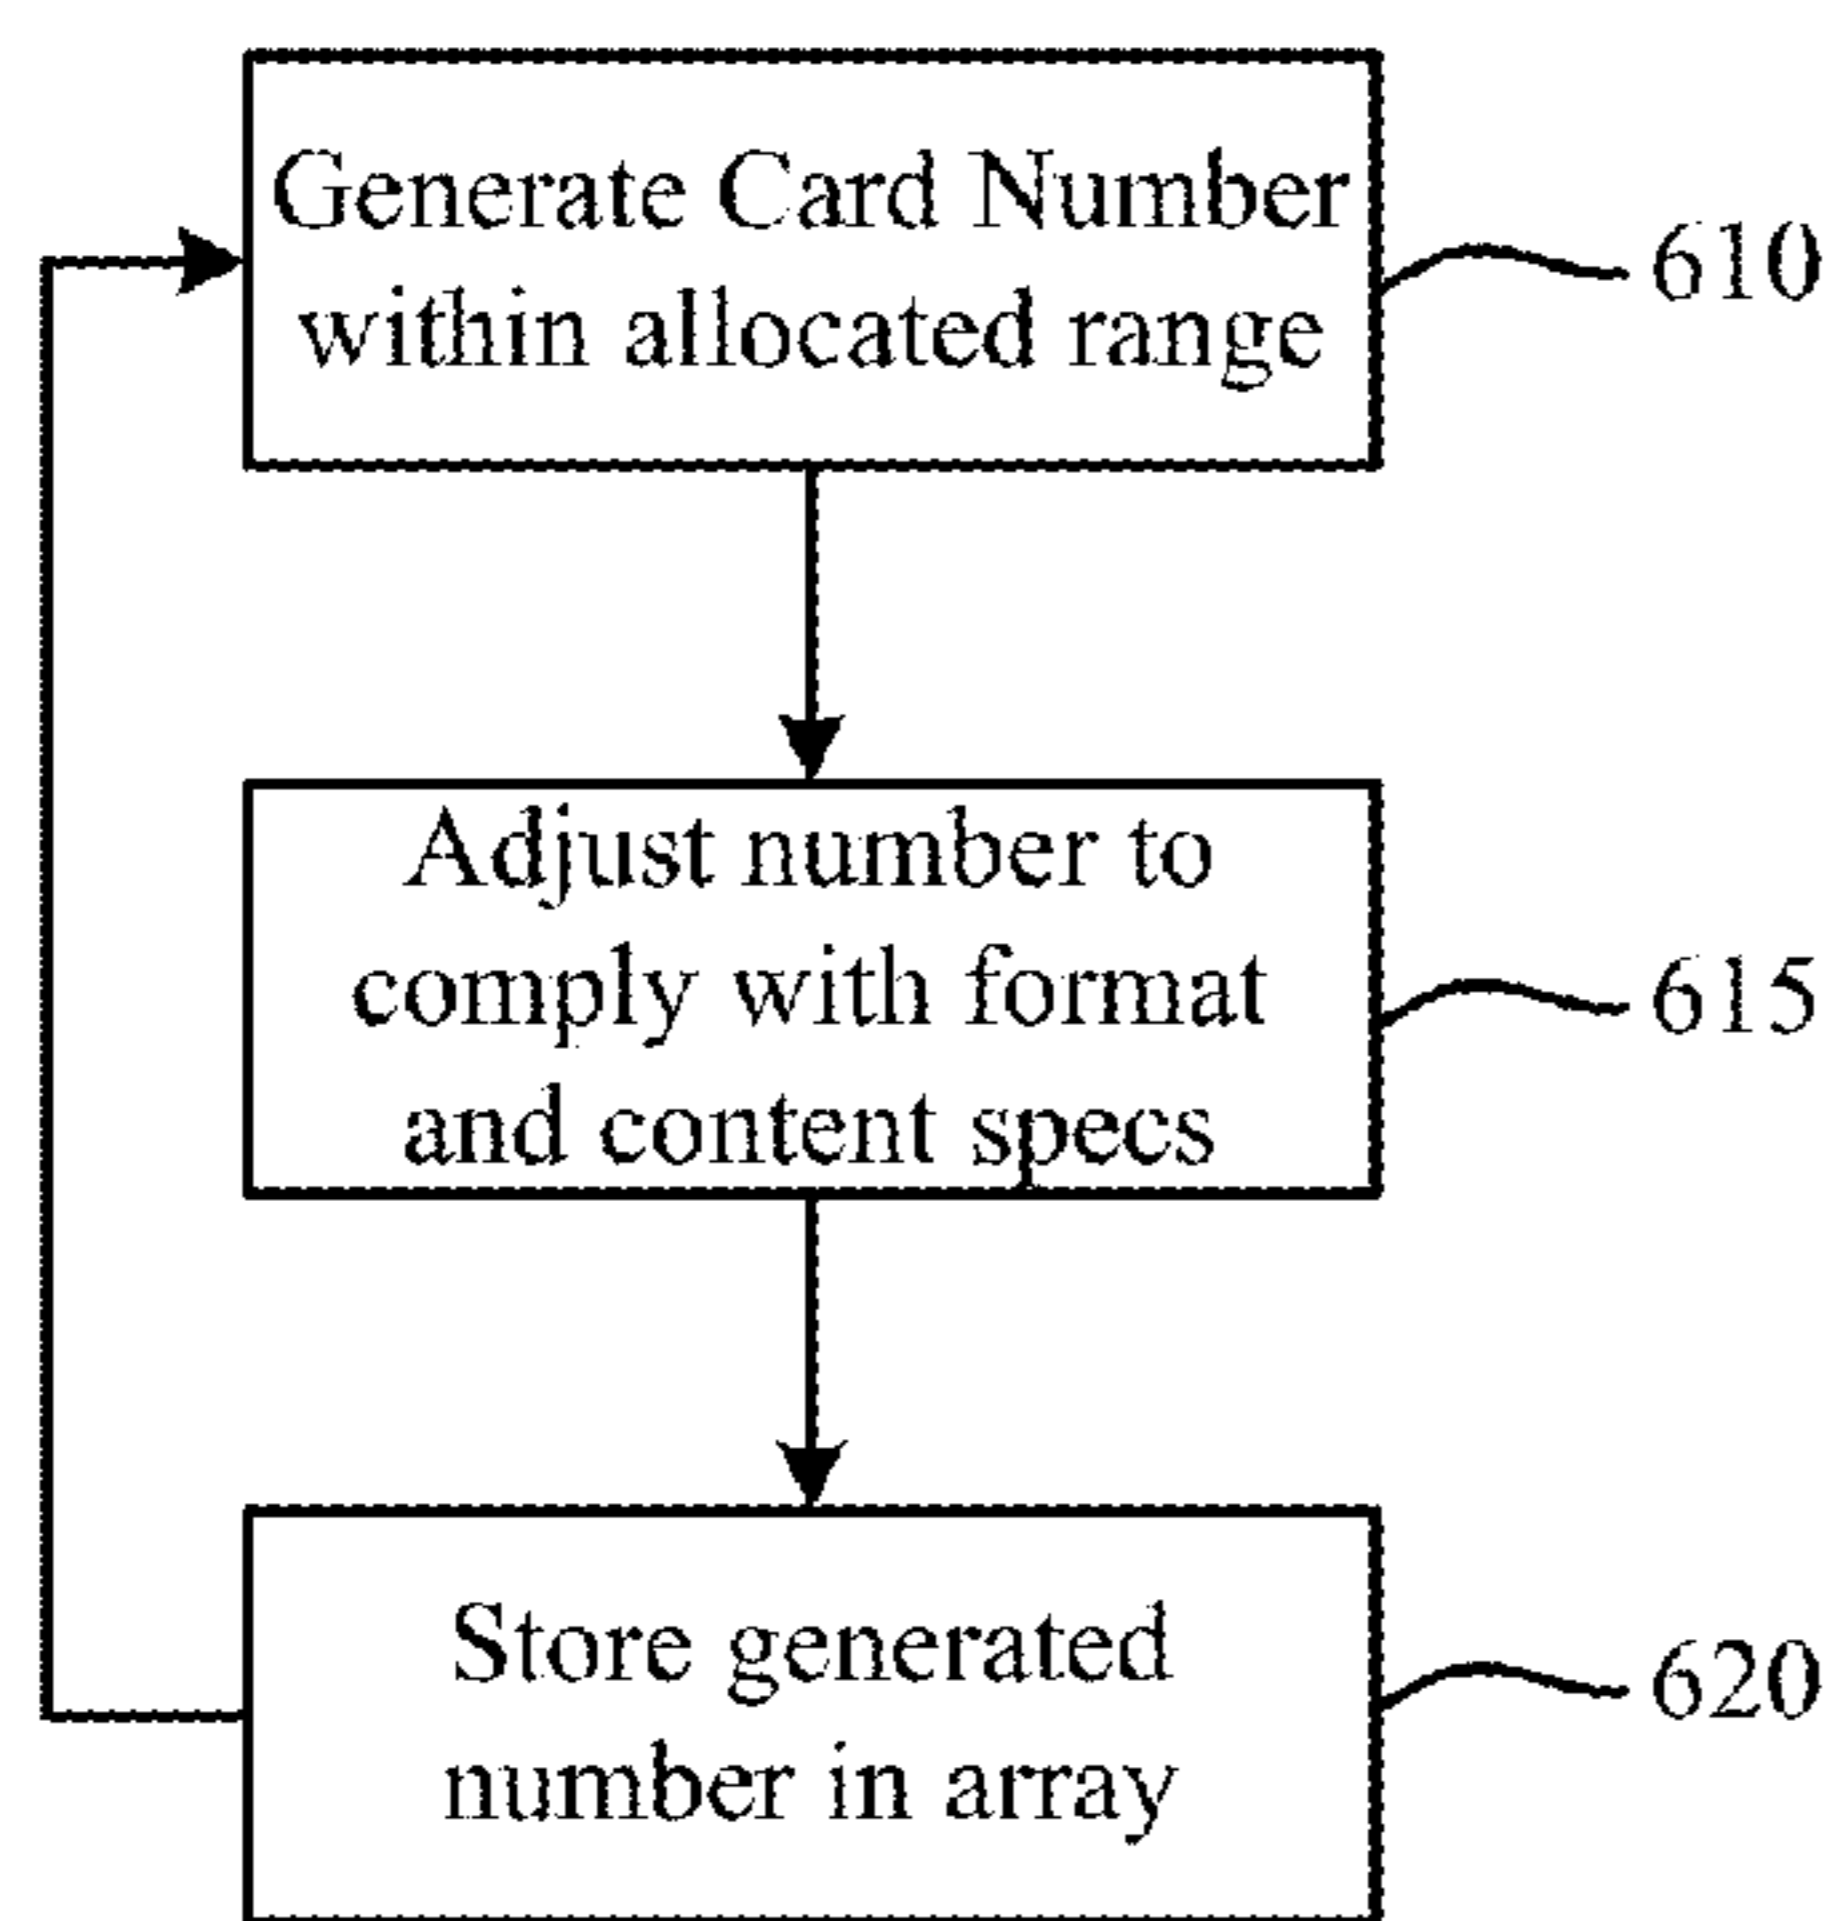 Generate Card Number
within allocated range
610
Adjust number to
comply with format
and content specs
615
Store generated
number in array
620